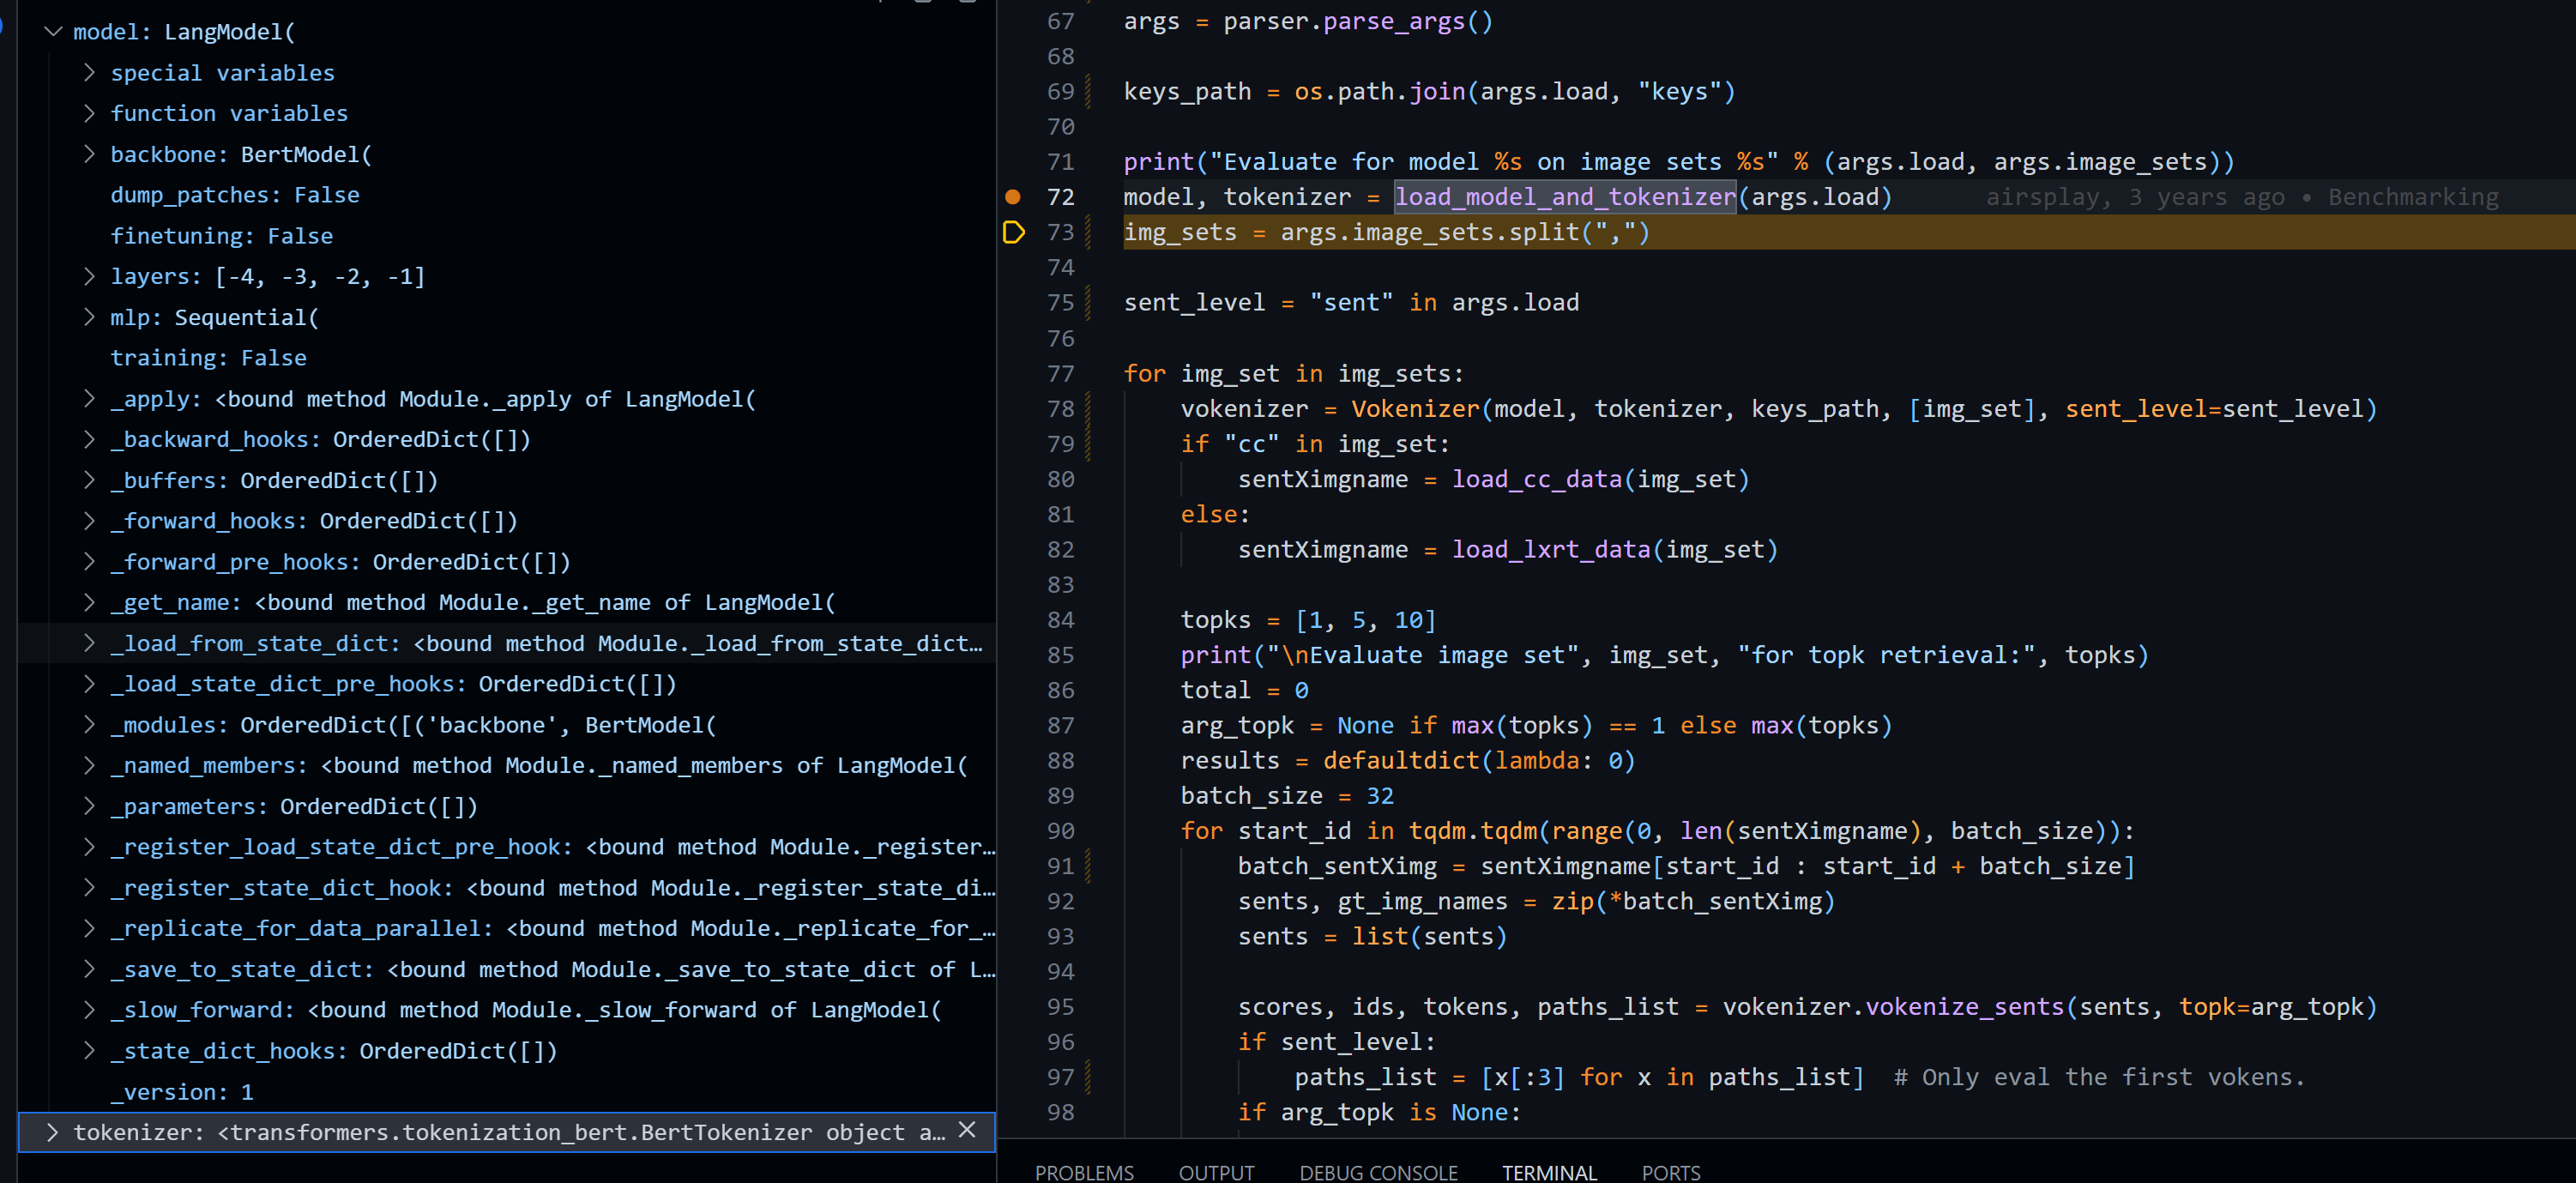 model: LangModel(
special variables
function variables
backbone: BertModel(
dump_patches: False
finetuning: False
layers: [-4, -3, -2, -1]
mlp: Sequential(
training: False
_apply: <bound method Module._apply of LangModel(
_backward_hooks: OrderedDict([])
_buffers: OrderedDict([])
_forward_hooks: OrderedDict([])
_forward_pre_hooks: OrderedDict([])
_get_name: <bound method Module._get_name of LangModel(
_load_from_state_dict: <bound method Module._load_from_state_dict…
_load_state_dict_pre_hooks: OrderedDict([])
_modules: OrderedDict([('backbone', BertModel(
_named_members: <bound method Module._named_members of LangModel(
_parameters: OrderedDict([])
_register_load_state_dict_pre_hook: <bound method Module._register…
_register_state_dict_hook: <bound method Module._register_state_di…
_replicate_for_data_parallel: <bound method Module._replicate_for_…
_save_to_state_dict: <bound method Module._save_to_state_dict of L…
_slow_forward: <bound method Module._slow_forward of LangModel(
_state_dict_hooks: OrderedDict([])
_version: 1
tokenizer: <transformers.tokenization_bert.BertTokenizer object a…
67 args = parser.parse_args()
68
69 keys_path = os.path.join(args.load, "keys")
70
71 print("Evaluate for model %s on image sets %s" % (args.load, args.image_sets))
72 model, tokenizer = load_model_and_tokenizer(args.load) airsplay, 3 years ago • Benchmarking
73 img_sets = args.image_sets.split(",")
74
75 sent_level = "sent" in args.load
76
77 for img_set in img_sets:
78 vokenizer = Vokenizer(model, tokenizer, keys_path, [img_set], sent_level=sent_level)
79 if "cc" in img_set:
80 sentXimgname = load_cc_data(img_set)
81 else:
82 sentXimgname = load_lxrt_data(img_set)
83
84 topks = [1, 5, 10]
85 print("\nEvaluate image set", img_set, "for topk retrieval:", topks)
86 total = 0
87 arg_topk = None if max(topks) == 1 else max(topks)
88 results = defaultdict(lambda: 0)
89 batch_size = 32
90 for start_id in tqdm.tqdm(range(0, len(sentXimgname), batch_size)):
91 batch_sentXimg = sentXimgname[start_id : start_id + batch_size]
92 sents, gt_img_names = zip(*batch_sentXimg)
93 sents = list(sents)
94
95 scores, ids, tokens, paths_list = vokenizer.vokenize_sents(sents, topk=arg_topk)
96 if sent_level:
97 paths_list = [x[:3] for x in paths_list]  # Only eval the first vokens.
98 if arg_topk is None:
PROBLEMS OUTPUT DEBUG CONSOLE TERMINAL PORTS